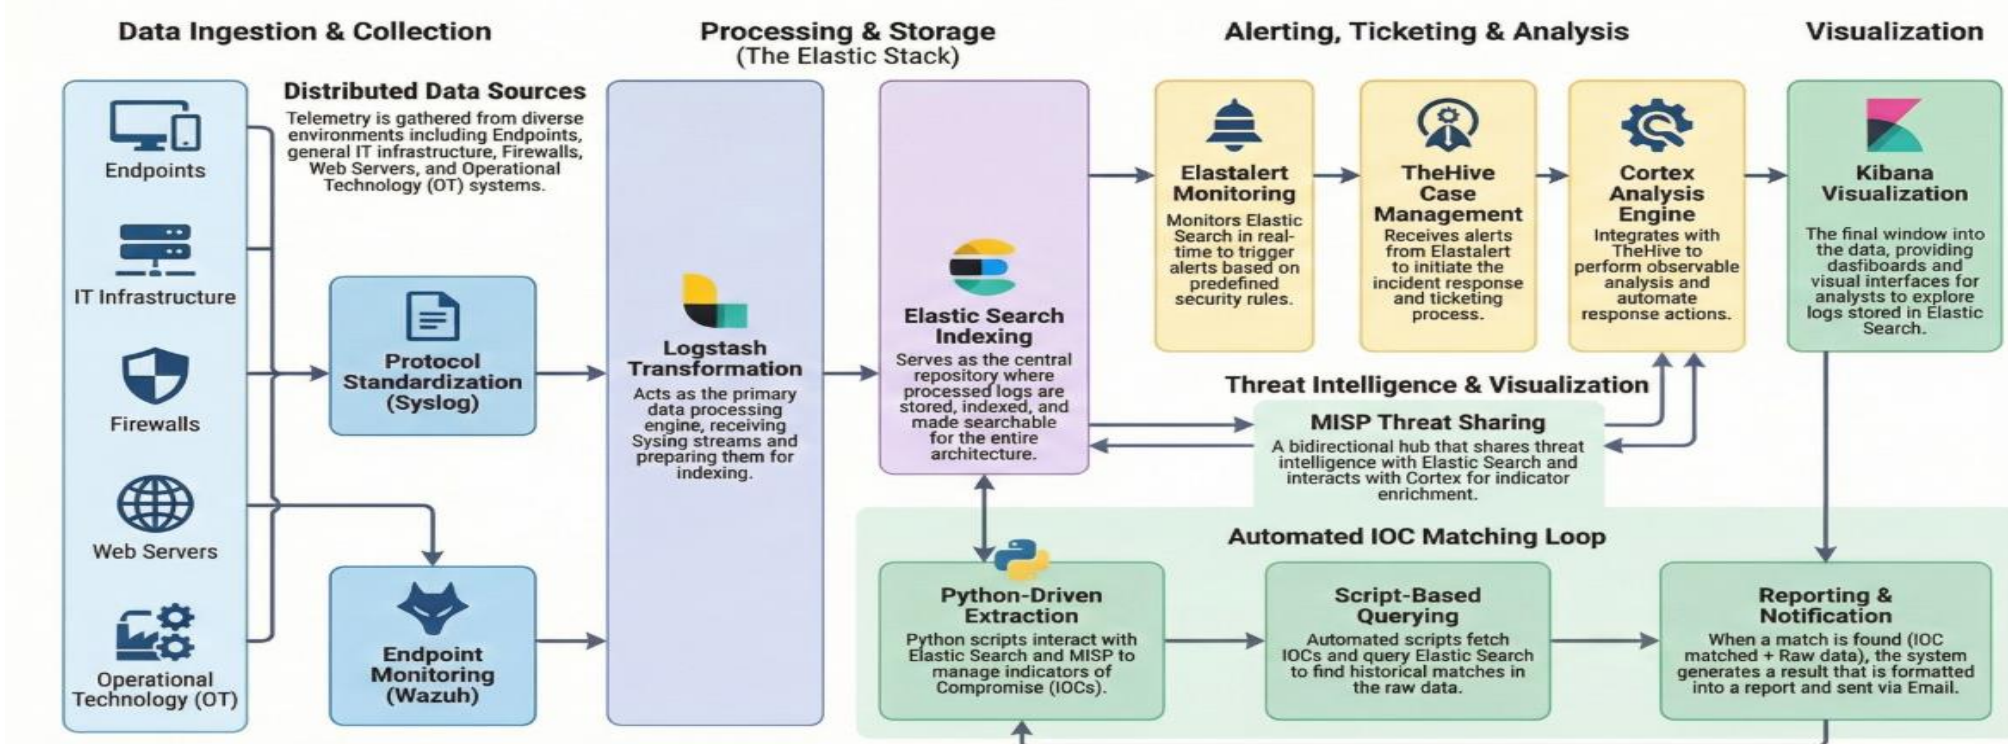 Data Ingestion & Collection
Processing & Storage
(The Elastic Stack)
Alerting, Ticketing & Analysis
Visualization
Endpoints
IT Infrastructure
Firewalls
Web Servers
Operational
Technology (OT)
Distributed Data Sources
Telemetry is gathered from diverse
environments including Endpoints,
general IT infrastructure, Firewalls,
Web Servers, and Operational
Technology (OT) systems.
Protocol
Standardization
(Syslog)
Endpoint
Monitoring
(Wazuh)
Logstash
Transformation
Acts as the primary
data processing
engine, receiving
Sysing streams and
preparing them for
indexing.
Elastic Search
Indexing
Serves as the central
repository where
processed logs are
stored, indexed, and
made searchable
for the entire
architecture.
Elastalert
Monitoring
Monitors Elastic
Search in real-
time to trigger
alerts based on
predefined
security rules.
TheHive
Case
Management
Receives alerts
from Elastalert
to initiate the
incident response
and ticketing
process.
Cortex
Analysis
Engine
Integrates with
TheHive to
perform observable
analysis and
automate
response actions.
Kibana
Visualization
The final window into
the data, providing
dasfiboards and
visual interfaces for
analysts to explore
logs stored in Elastic
Search.
Threat Intelligence & Visualization
MISP Threat Sharing
A bidirectional hub that shares threat
intelligence with Elastic Search and
interacts with Cortex for indicator
enrichment.
Automated IOC Matching Loop
Python-Driven
Extraction
Python scripts interact with
Elastic Search and MISP to
manage indicators of
Compromise (IOCs).
Script-Based
Querying
Automated scripts fetch
IOCs and query Elastic Search
to find historical matches in
the raw data.
Reporting &
Notification
When a match is found (IOC
matched + Raw data), the system
generates a result that is formatted
into a report and sent via Email.